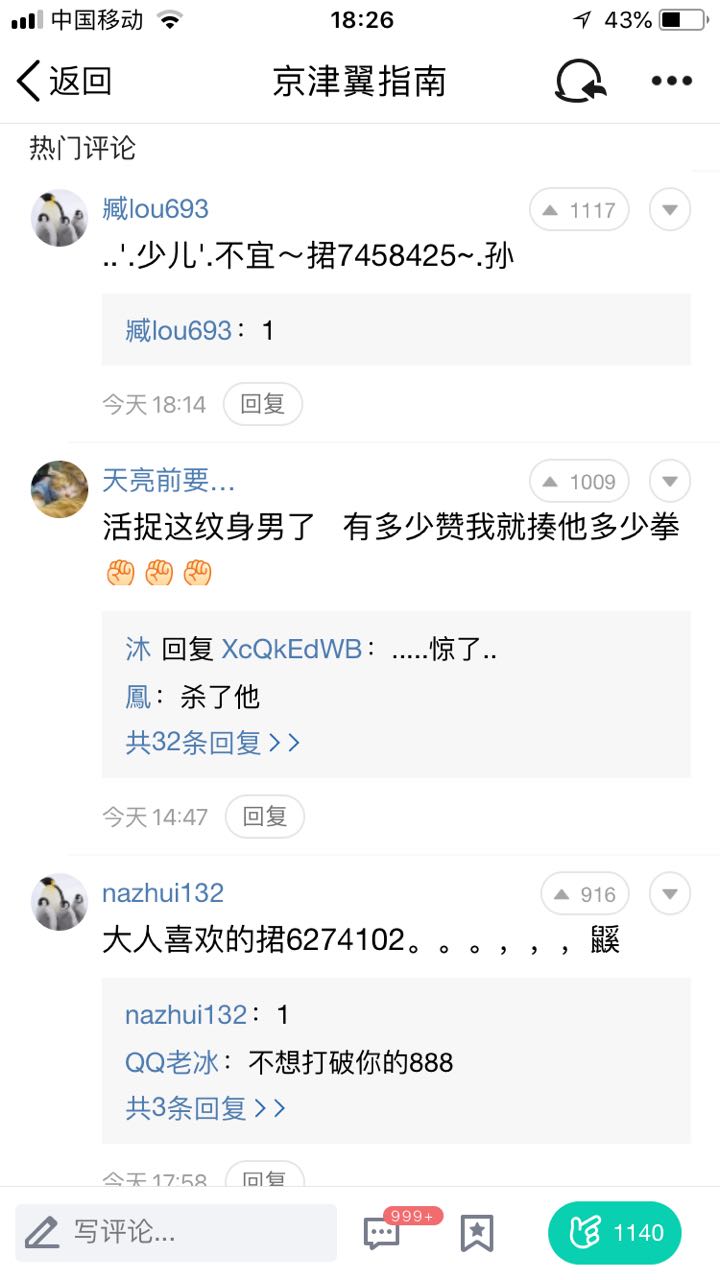 中国移动 18:26 43%
返回 京津翼指南
热门评论
臧lou693 1117
..'.少儿'.不宜～捃7458425~.孙
臧lou693：1
今天 18:14 回复
天亮前要... 1009
活捉这纹身男了 有多少赞我就揍他多少拳
✊✊✊
沐 回复 XcQkEdWB：.....惊了..
鳳：杀了他
共32条回复>>
今天 14:47 回复
nazhui132 916
大人喜欢的捃6274102。。。，，，鼷
nazhui132：1
QQ老冰：不想打破你的888
共3条回复>>
今天 17:58 回复
写评论... 999+ 1140